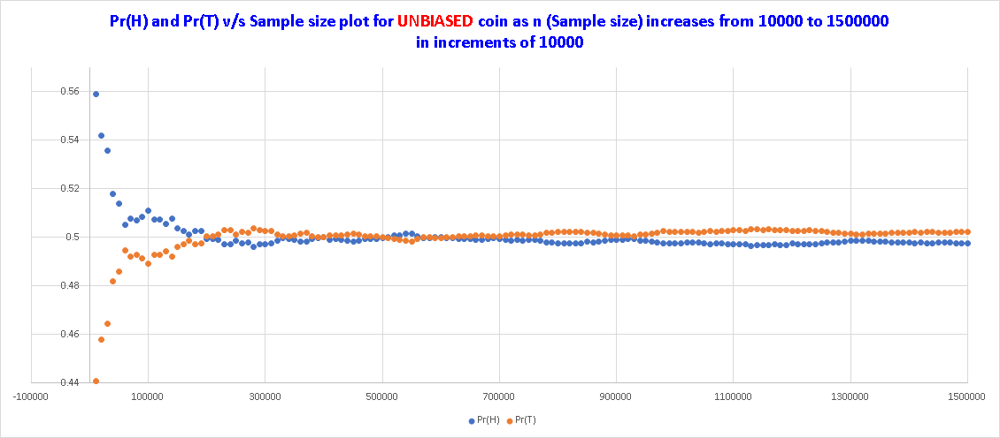 Pr(H) and Pr(T) v/s Sample size plot for UNBIASED coin as n (Sample size) increases from 10000 to 1500000
in increments of 10000
0.56
0.54
0.52
0.5
0.48
0.46
0.44
-100000 100000 300000 500000 700000 900000 1100000 1300000 1500000
Pr(H) Pr(T)